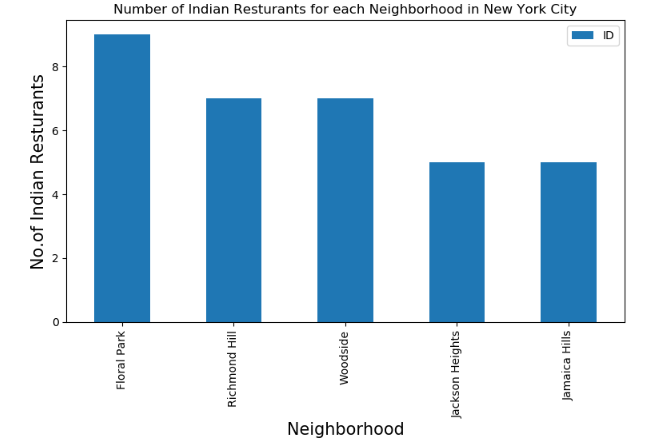 Number of Indian Resturants for each Neighborhood in New York City
ID
No.of Indian Resturants
8
6
4
2
0
Floral Park
Richmond Hill
Woodside
Jackson Heights
Jamaica Hills
Neighborhood